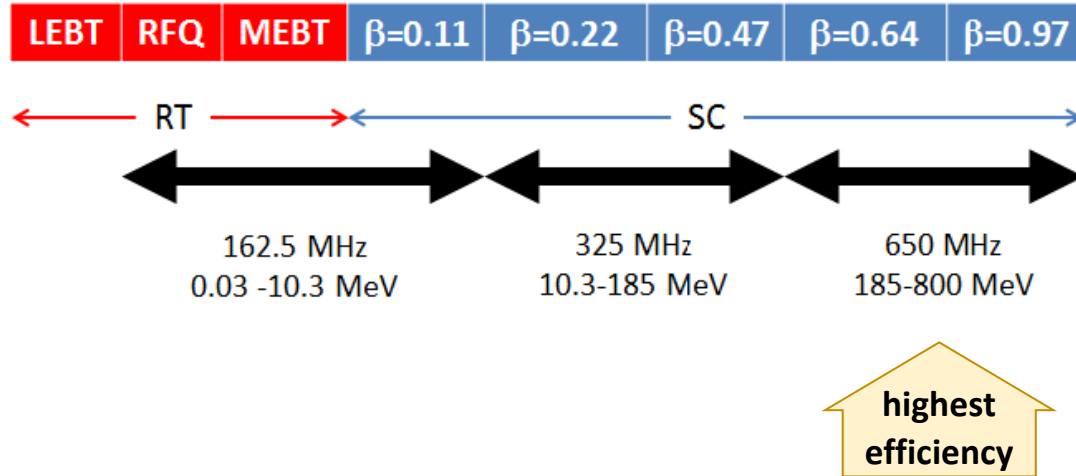 LEBT RFQ MEBT β=0.11 β=0.22 β=0.47 β=0.64 β=0.97
RT SC
162.5 MHz 325 MHz 650 MHz
0.03 -10.3 MeV 10.3-185 MeV 185-800 MeV
highest
efficiency